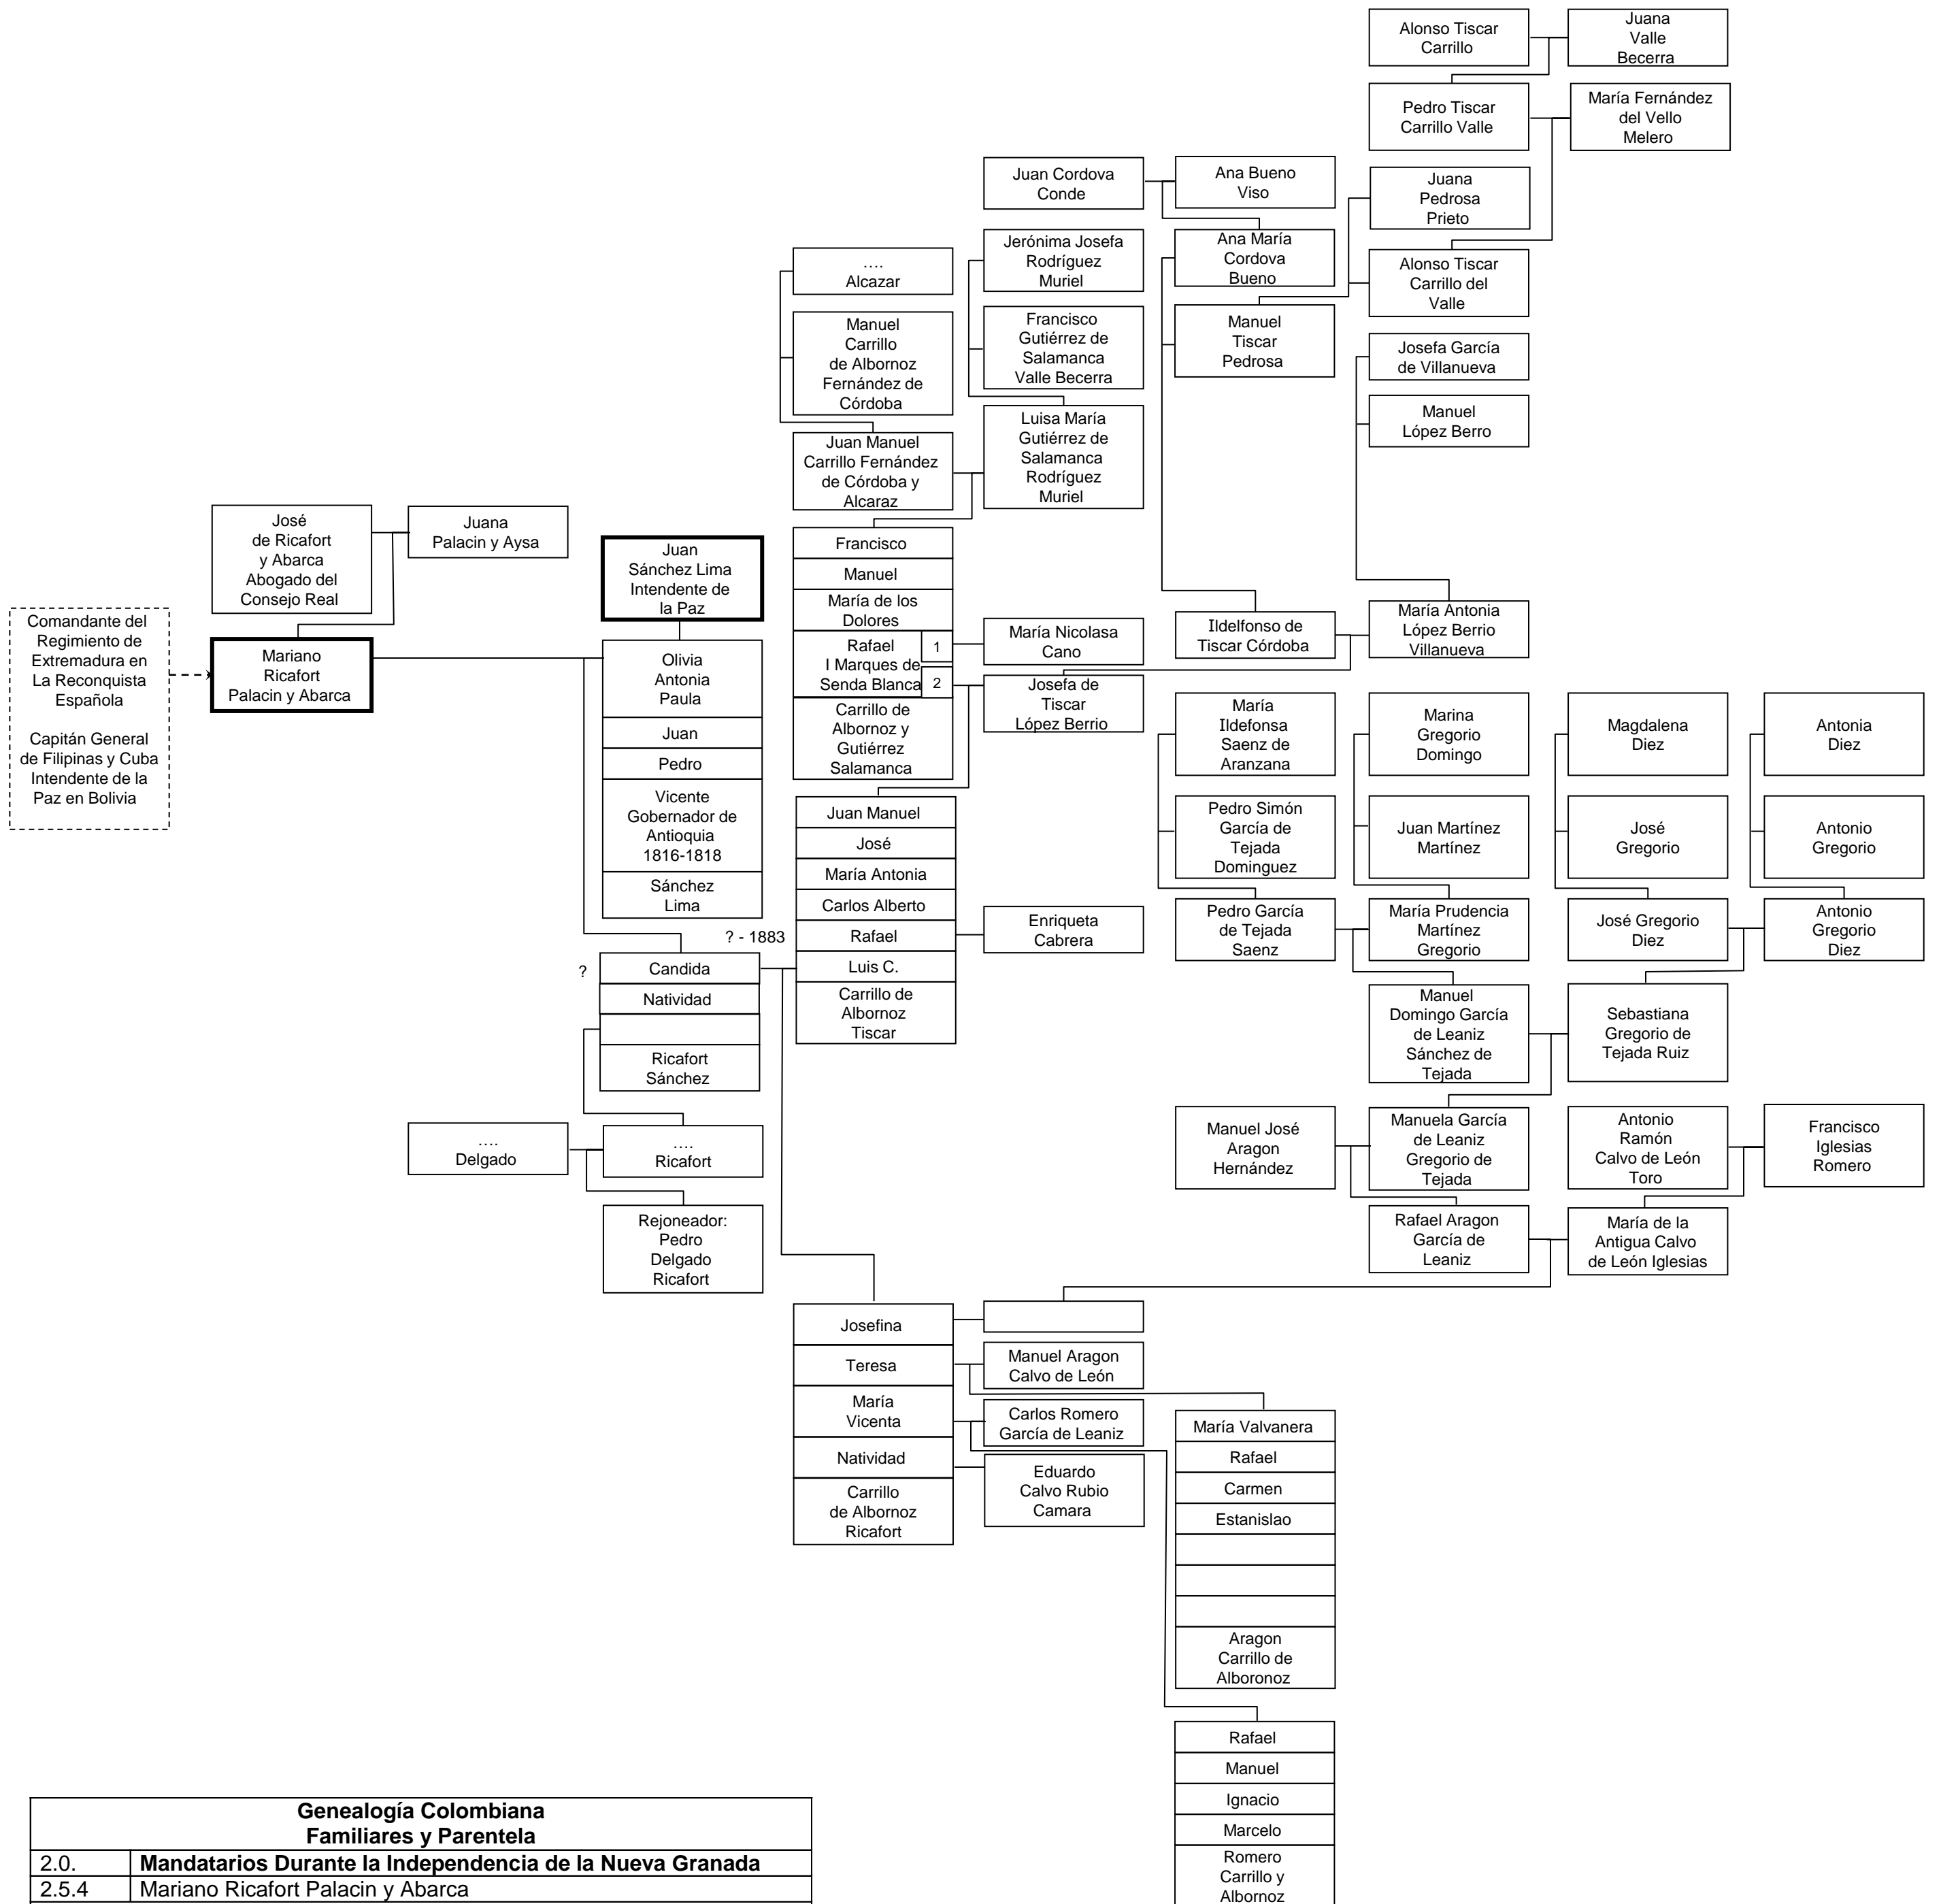 Alonso Tiscar
Carrillo
Juana
Valle
Becerra
Pedro Tiscar
Carrillo Valle
María Fernández
del Vello
Melero
Juan Cordova
Conde
Ana Bueno
Viso
Juana
Pedrosa
Prieto
Jerónima Josefa
Rodríguez
Muriel
Ana María
Cordova
Bueno
….
Alcazar
Alonso Tiscar
Carrillo del
Valle
Manuel
Carrillo
de Albornoz
Fernández de
Córdoba
Francisco
Gutiérrez de
Salamanca
Valle Becerra
Manuel
Tiscar
Pedrosa
Josefa García
de Villanueva
Manuel
López Berro
Juan Manuel
Carrillo Fernández
de Córdoba y
Alcaraz
Luisa María
Gutiérrez de
Salamanca
Rodríguez
Muriel
José
de Ricafort
y Abarca
Abogado del
Consejo Real
Juana
Palacin y Aysa
Juan
Sánchez Lima
Intendente de
la Paz
Francisco
Manuel
María de los
Dolores
Rafael
I Marques de
Senda Blanca
1
2
Carrillo de
Albornoz y
Gutiérrez
Salamanca
María Nicolasa
Cano
Josefa de
Tiscar
López Berrio
Ildelfonso de
Tiscar Córdoba
María Antonia
López Berrio
Villanueva
Comandante del
Regimiento de
Extremadura en
La Reconquista
Española
Capitán General
de Filipinas y Cuba
Intendente de la
Paz en Bolivia
Mariano
Ricafort
Palacin y Abarca
Olivia
Antonia
Paula
Juan
Pedro
Vicente
Gobernador de
Antioquia
1816-1818
Sánchez
Lima
María
Ildefonsa
Saenz de
Aranzana
Marina
Gregorio
Domingo
Magdalena
Diez
Antonia
Diez
Pedro Simón
García de
Tejada
Dominguez
Juan Martínez
Martínez
José
Gregorio
Antonio
Gregorio
Juan Manuel
José
María Antonia
Carlos Alberto
Rafael
Luis C.
Carrillo de
Albornoz
Tiscar
Enriqueta
Cabrera
Pedro García
de Tejada
Saenz
María Prudencia
Martínez
Gregorio
José Gregorio
Diez
Antonio
Gregorio
Diez
? - 1883
?
Candida
Natividad
Ricafort
Sánchez
Manuel
Domingo García
de Leaniz
Sánchez de
Tejada
Sebastiana
Gregorio de
Tejada Ruiz
….
Delgado
….
Ricafort
Manuel José
Aragon
Hernández
Manuela García
de Leaniz
Gregorio de
Tejada
Antonio
Ramón
Calvo de León
Toro
Francisco
Iglesias
Romero
Rejoneador:
Pedro
Delgado
Ricafort
Rafael Aragon
García de
Leaniz
María de la
Antigua Calvo
de León Iglesias
Josefina
Teresa
María
Vicenta
Natividad
Carrillo
de Albornoz
Ricafort
Manuel Aragon
Calvo de León
Carlos Romero
García de Leaniz
Eduardo
Calvo Rubio
Camara
María Valvanera
Rafael
Carmen
Estanislao
Aragon
Carrillo de
Alboronoz
Rafael
Manuel
Ignacio
Marcelo
Romero
Carrillo y
Albornoz
Genealogía Colombiana
Familiares y Parentela
2.0. Mandatarios Durante la Independencia de la Nueva Granada
2.5.4 Mariano Ricafort Palacin y Abarca